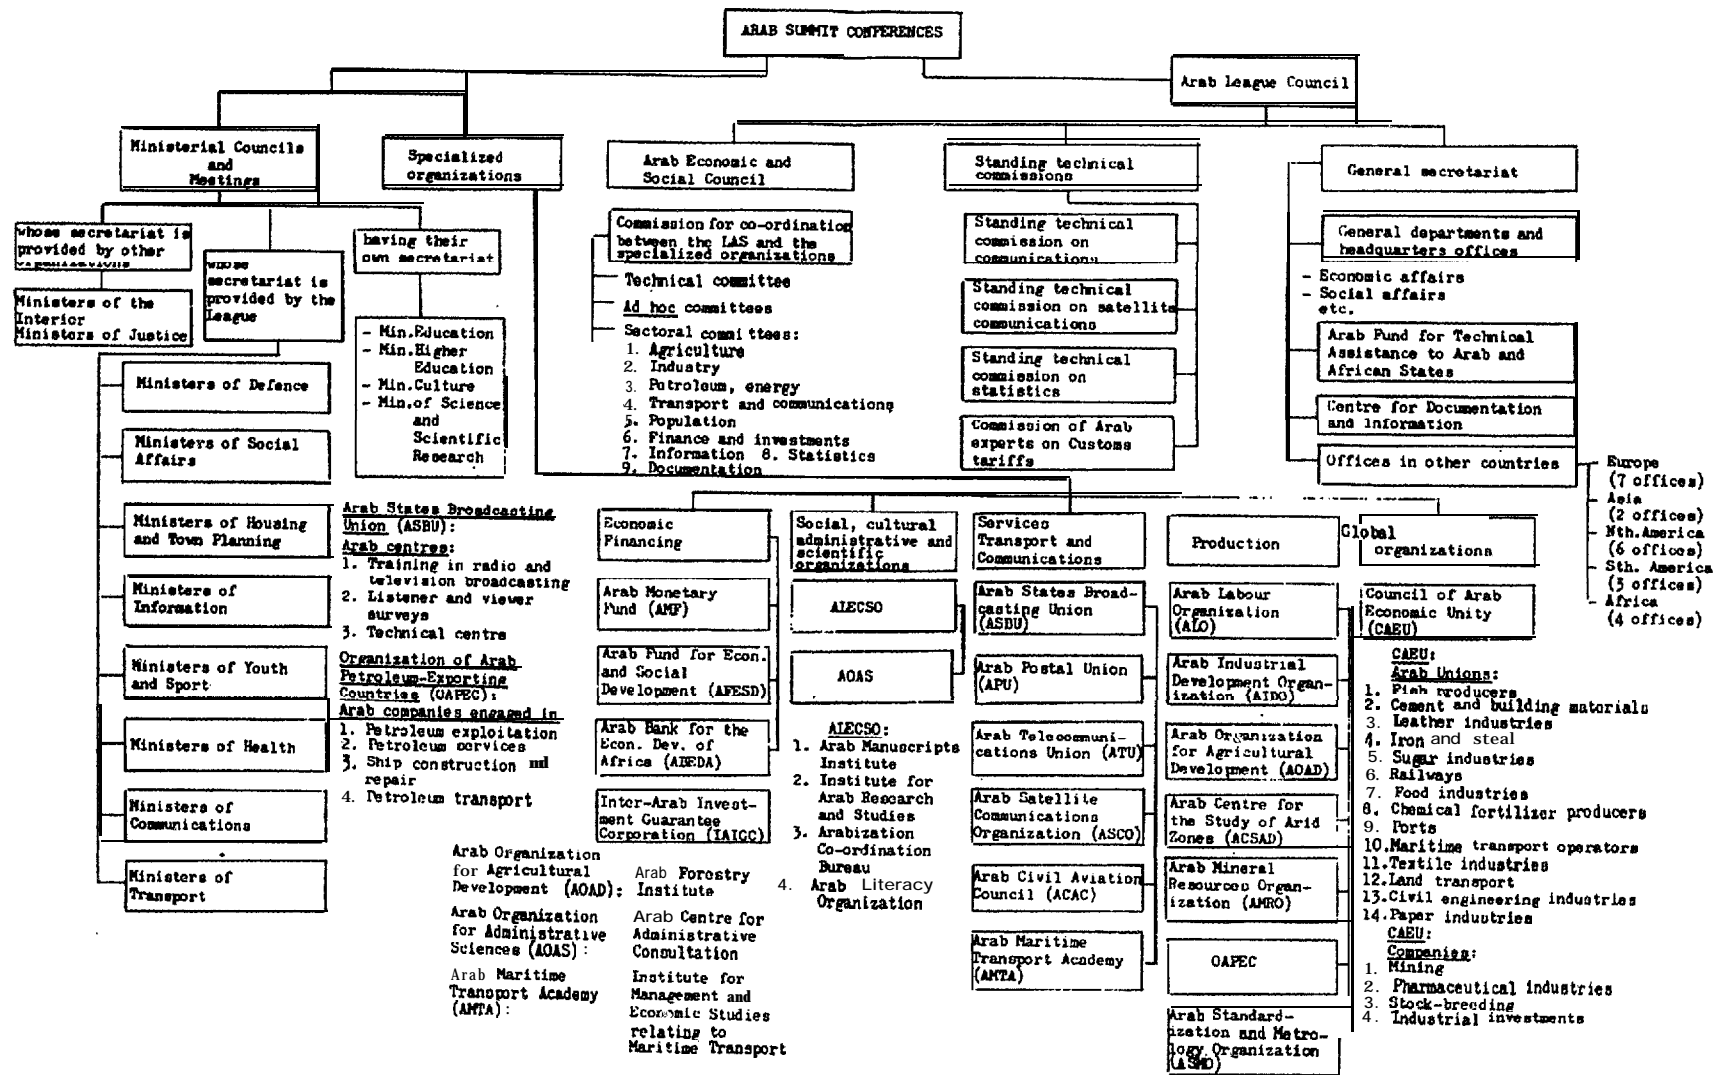 ARAB SUMMIT CONFERENCES
Arab League Council
Ministerial Councils
and
Meetings
Specialized
organizations
Arab Economic and
Social Council
Standing technical
commissions
General secretariat
whose secretariat is
provided by other
organizations
Ministers of the
Interior
Ministers of Justice
whose
secretariat is
provided by the
League
having their
own secretariat
- Min.Education
- Min.Higher
Education
- Min.Culture
- Min.of Science
and
Scientific
Research
Ministers of Defence
Ministers of Social
Affairs
Ministers of Housing
and Town Planning
Ministers of
Information
Ministers of Youth
and Sport
Ministers of Health
Ministers of
Communications
Ministers of
Transport
Commission for co-ordination
between the LAS and the
specialized organizations
Technical committee
Ad hoc committees
Sectoral committees:
1. Agriculture
2. Industry
3. Petroleum, energy
4. Transport and communications
5. Population
6. Finance and investments
7. Information 8. Statistics
9. Documentation
Standing technical
commission on
communications
Standing technical
commission on satellite
communications
Standing technical
commission on
statistics
Commission of Arab
experts on Customs
tariffs
General departments and
headquarters offices
- Economic affairs
- Social affairs
etc.
Arab Fund for Technical
Assistance to Arab and
African States
Centre for Documentation
and Information
Offices in other countries
Europe
(7 offices)
Asia
(2 offices)
Nth.America
(6 offices)
Sth. America
(3 offices)
Africa
(4 offices)
Arab States Broadcasting
Union (ASBU):
Arab centres:
1. Training in radio and
television broadcasting
2. Listener and viewer
surveys
3. Technical centre
Organization of Arab
Petroleum-Exporting
Countries (OAPEC):
Arab companies engaged in
1. Petroleum exploitation
2. Petroleum services
3. Ship construction and
repair
4. Petroleum transport
Economic
Financing
Arab Monetary
Fund (AMF)
Arab Fund for Econ.
and Social
Development (AFESD)
Arab Bank for the
Econ. Dev. of
Africa (ABEDA)
Inter-Arab Invest-
ment Guarantee
Corporation (IAIGC)
Arab Organization
for Agricultural
Development (AOAD):
Arab Forestry
Institute
Arab Organization
for Administrative
Sciences (AOAS):
Arab Centre for
Administrative
Consultation
Arab Maritime
Transport Academy
(AMTA):
Institute for
Management and
Economic Studies
relating to
Maritime Transport
Social, cultural
administrative and
scientific
organizations
ALECSO
AOAS
ALECSO:
1. Arab Manuscripts
Institute
2. Institute for
Arab Research
and Studies
3. Arabization
Co-ordination
Bureau
4. Arab Literacy
Organization
Services
Transport and
Communications
Arab States Broad-
casting Union
(ASBU)
Arab Postal Union
(APU)
Arab Telecommuni-
cations Union (ATU)
Arab Satellite
Communications
Organization (ASCO)
Arab Civil Aviation
Council (ACAC)
Arab Maritime
Transport Academy
(AMTA)
Production
Arab Labour
Organization
(ALO)
Arab Industrial
Development Organ-
ization (AIDO)
Arab Organization
for Agricultural
Development (AOAD)
Arab Centre for
the Study of Arid
Zones (ACSAD)
Arab Mineral
Resources Organ-
ization (AMRO)
OAPEC
Arab Standard-
ization and Metro-
logy Organization
(ASMO)
Global
organizations
Council of Arab
Economic Unity
(CAEU)
CAEU:
Arab Unions:
1. Fish producers
2. Cement and building materials
3. Leather industries
4. Iron and steal
5. Sugar industries
6. Railways
7. Food industries
8. Chemical fertilizer producers
9. Ports
10.Maritime transport operators
11.Textile industries
12.Land transport
13.Civil engineering industries
14.Paper industries
CAEU:
Companies:
1. Mining
2. Pharmaceutical industries
3. Stock-breeding
4. Industrial investments